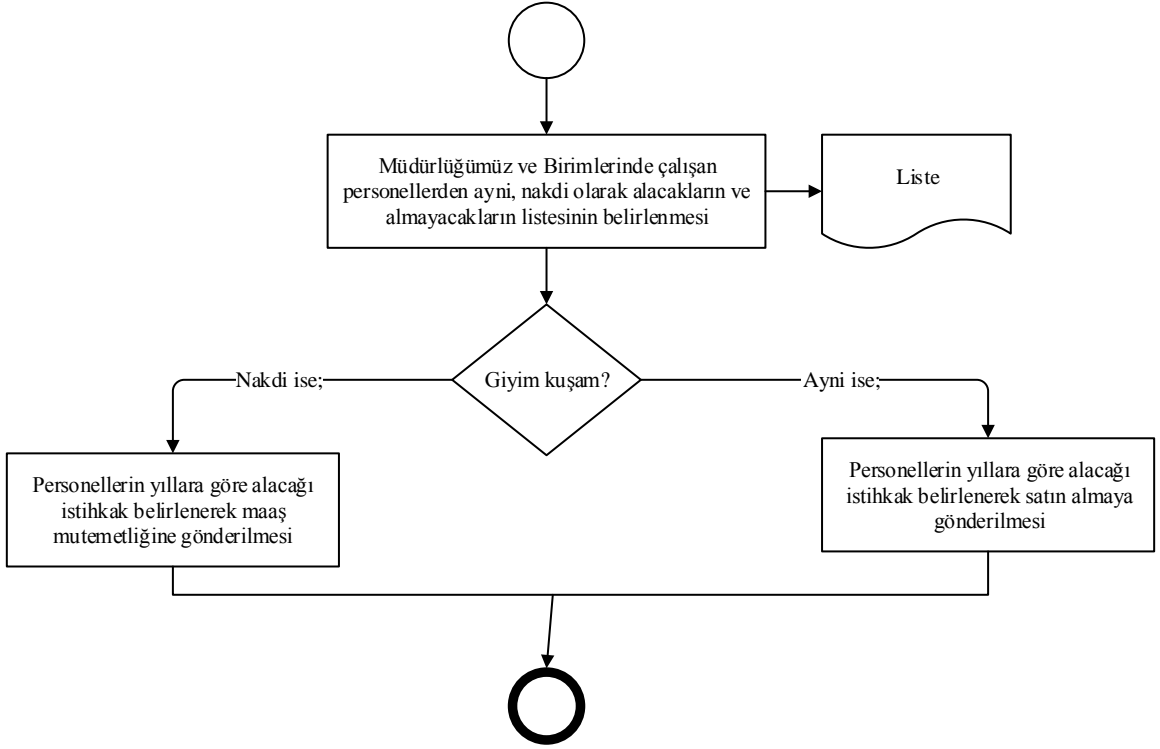 Müdürlüğümüz ve Birimlerinde çalışan
personellerden ayni, nakdi olarak alacakların ve
almayacakların listesinin belirlenmesi
Liste
Giyim kuşam?
Nakdi ise;
Ayni ise;
Personellerin yıllara göre alacağı
istihkak belirlenerek maaş
mutemetliğine gönderilmesi
Personellerin yıllara göre alacağı
istihkak belirlenerek satın almaya
gönderilmesi